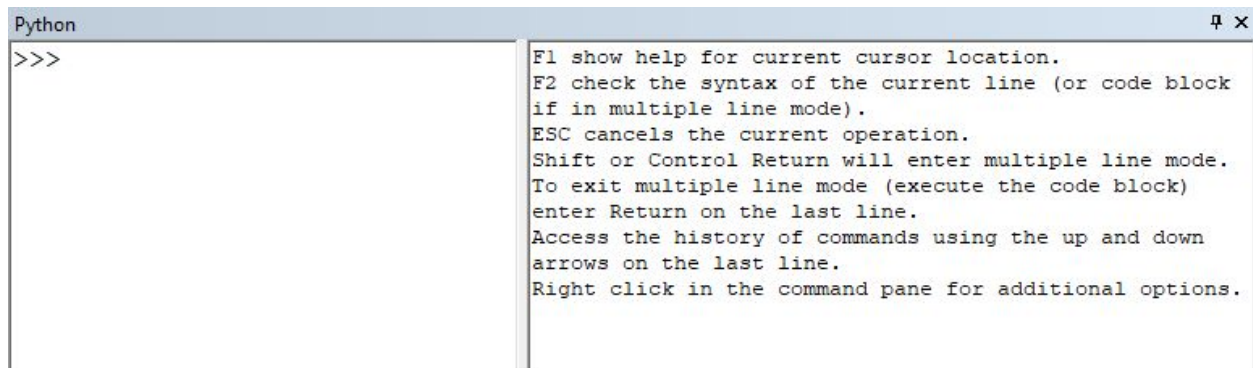 Python
>>>
F1 show help for current cursor location.
F2 check the syntax of the current line (or code block
if in multiple line mode).
ESC cancels the current operation.
Shift or Control Return will enter multiple line mode.
To exit multiple line mode (execute the code block)
enter Return on the last line.
Access the history of commands using the up and down
arrows on the last line.
Right click in the command pane for additional options.